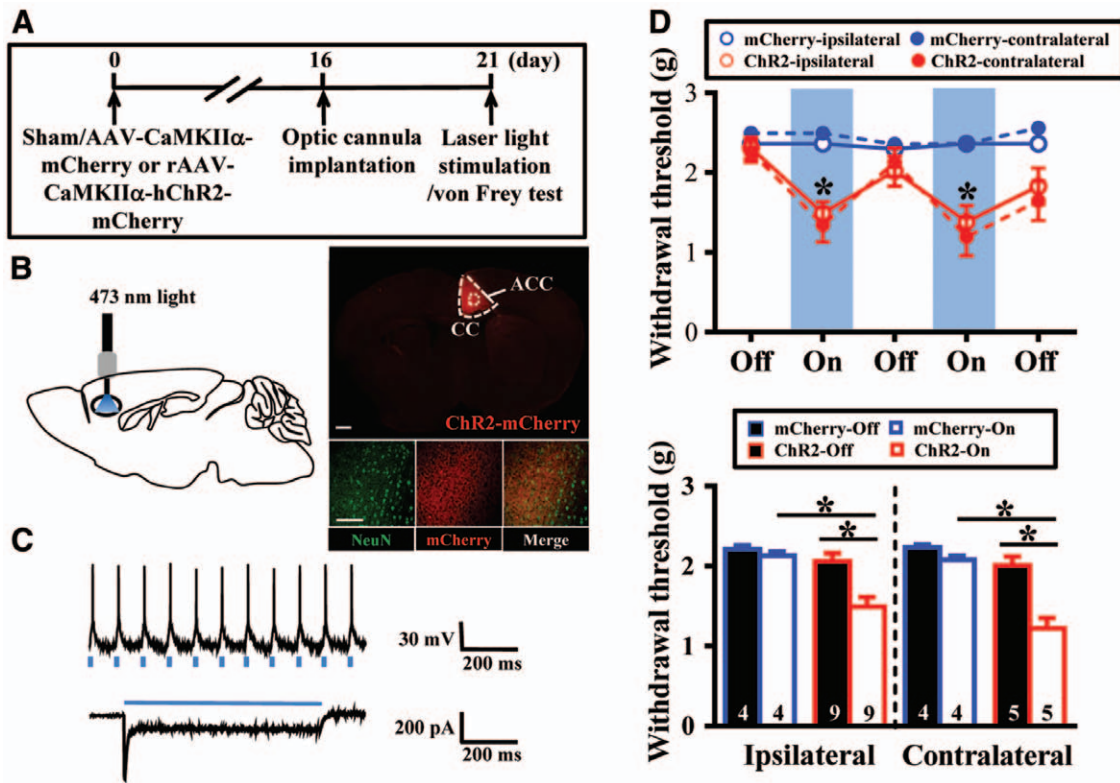 A
0
16
21 (day)
Sham/AAV-CaMKIIα-
mCherry or rAAV-
CaMKIIα-hChR2-
mCherry
Optic cannula
implantation
Laser light
stimulation
/von Frey test
B
473 nm light
ACC
CC
ChR2-mCherry
NeuN
mCherry
Merge
C
30 mV
200 ms
200 pA
200 ms
D
mCherry-ipsilateral
mCherry-contralateral
ChR2-ipsilateral
ChR2-contralateral
Withdrawal threshold (g)
3
2
1
0
*
*
Off
On
Off
On
Off
mCherry-Off
mCherry-On
ChR2-Off
ChR2-On
Withdrawal threshold (g)
3
2
1
0
*
*
*
*
4
4
9
9
4
4
5
5
Ipsilateral
Contralateral